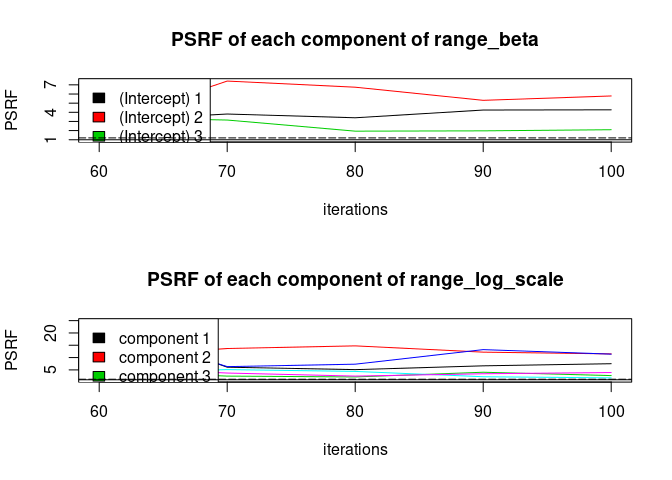 PSRF of each component of range_beta
PSRF
7
4
1
(Intercept) 1
(Intercept) 2
(Intercept) 3
60 70 80 90 100
iterations
PSRF of each component of range_log_scale
PSRF
20
5
component 1
component 2
component 3
60 70 80 90 100
iterations